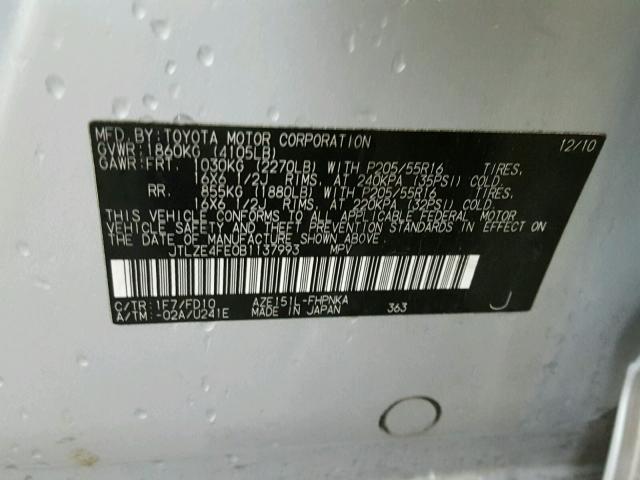 MFD. BY: TOYOTA MOTOR CORPORATION 12/10
GVWR: 1860KG (4105LB)
GAWR: FRT. 1030KG (2270LB) WITH P205/55R16 TIRES,
16X6 1/2J RIMS, AT 240KPA (35PSI) COLD.
RR. 855KG (1880LB) WITH P205/55R16 TIRES,
16X6 1/2J RIMS, AT 220KPA (32PSI) COLD.
THIS VEHICLE CONFORMS TO ALL APPLICABLE FEDERAL MOTOR
VEHICLE SAFETY AND THEFT PREVENTION STANDARDS IN EFFECT ON
THE DATE OF MANUFACTURE SHOWN ABOVE.
JTLZE4FE0B1137993 MPV
C/TR: 1F7/FD10 AZE151L-FHPNKA
A/TM: -02A/U241E MADE IN JAPAN 363 J